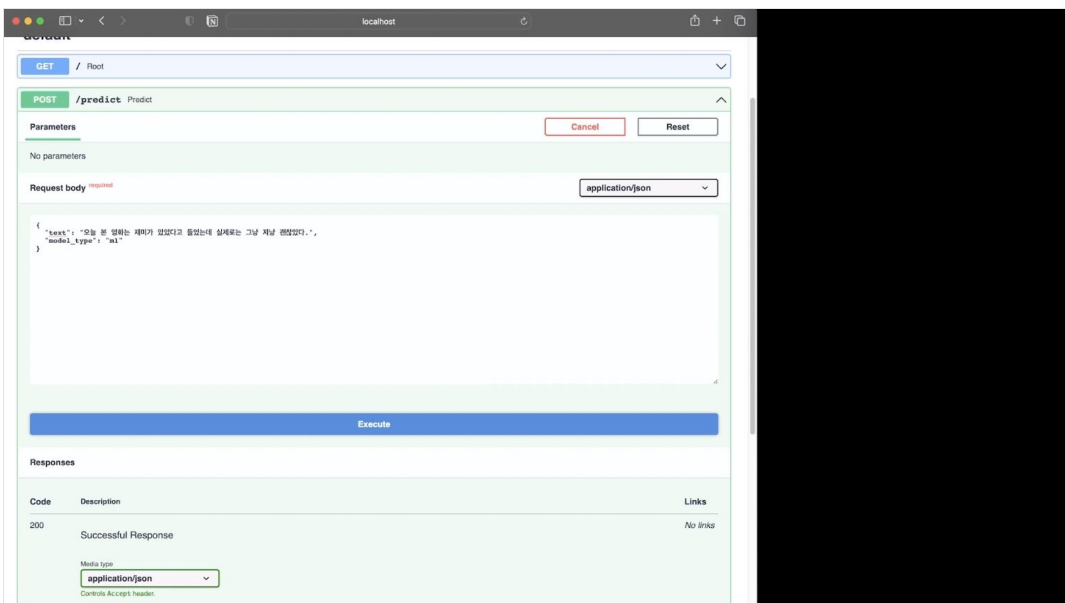 localhost
default
GET / Root
POST /predict Predict
Parameters
Cancel
Reset
No parameters
Request body required
application/json
{
"text": "오늘 본 영화는 재미가 있었다고 들었는데 실제로는 그냥 저냥 괜찮았다.",
"model_type": "ml"
}
Execute
Responses
Code Description Links
200 Successful Response No links
Media type
application/json
Controls Accept header.